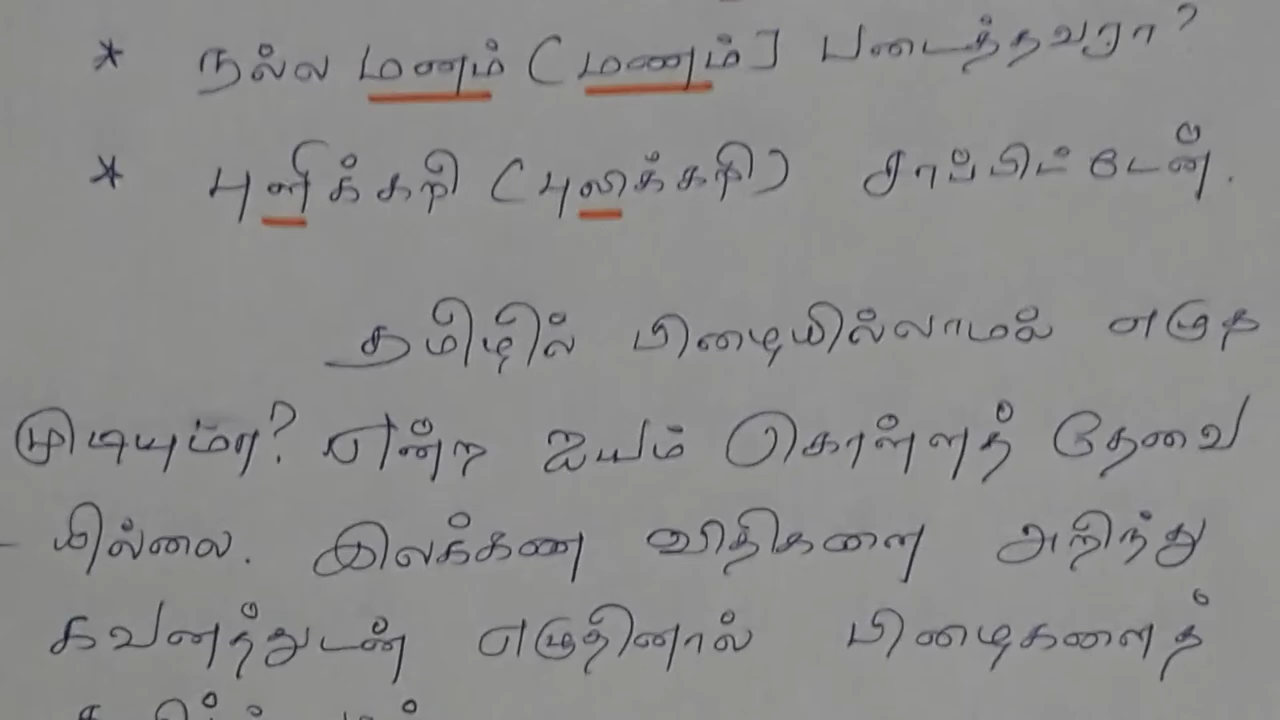 * நல்ல மனம் (மணம்] படைத்தவரா?
* புளிக்கறி (புலிக்கறி) சாப்பிட்டேன்.
தமிழில் பிழையில்லாமல் எழுத
முடியுமா? என்ற ஐயம் கொள்ளத் தேவை
யில்லை. இலக்கண விதிகளை அறிந்து
கவனத்துடன் எழுதினால் பிழைகளைத்